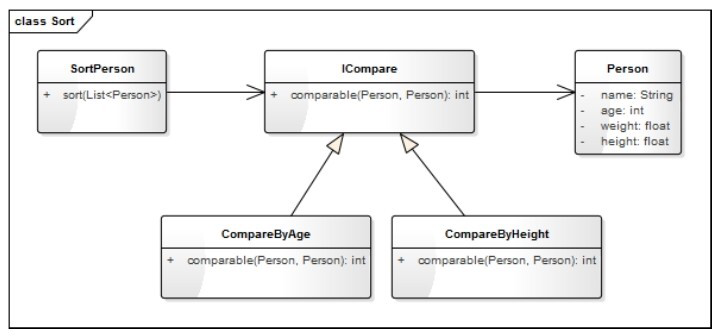 class Sort
SortPerson
+ sort(List<Person>)
ICompare
+ comparable(Person, Person): int
Person
- name: String
- age: int
- weight: float
- height: float
CompareByAge
+ comparable(Person, Person): int
CompareByHeight
+ comparable(Person, Person): int